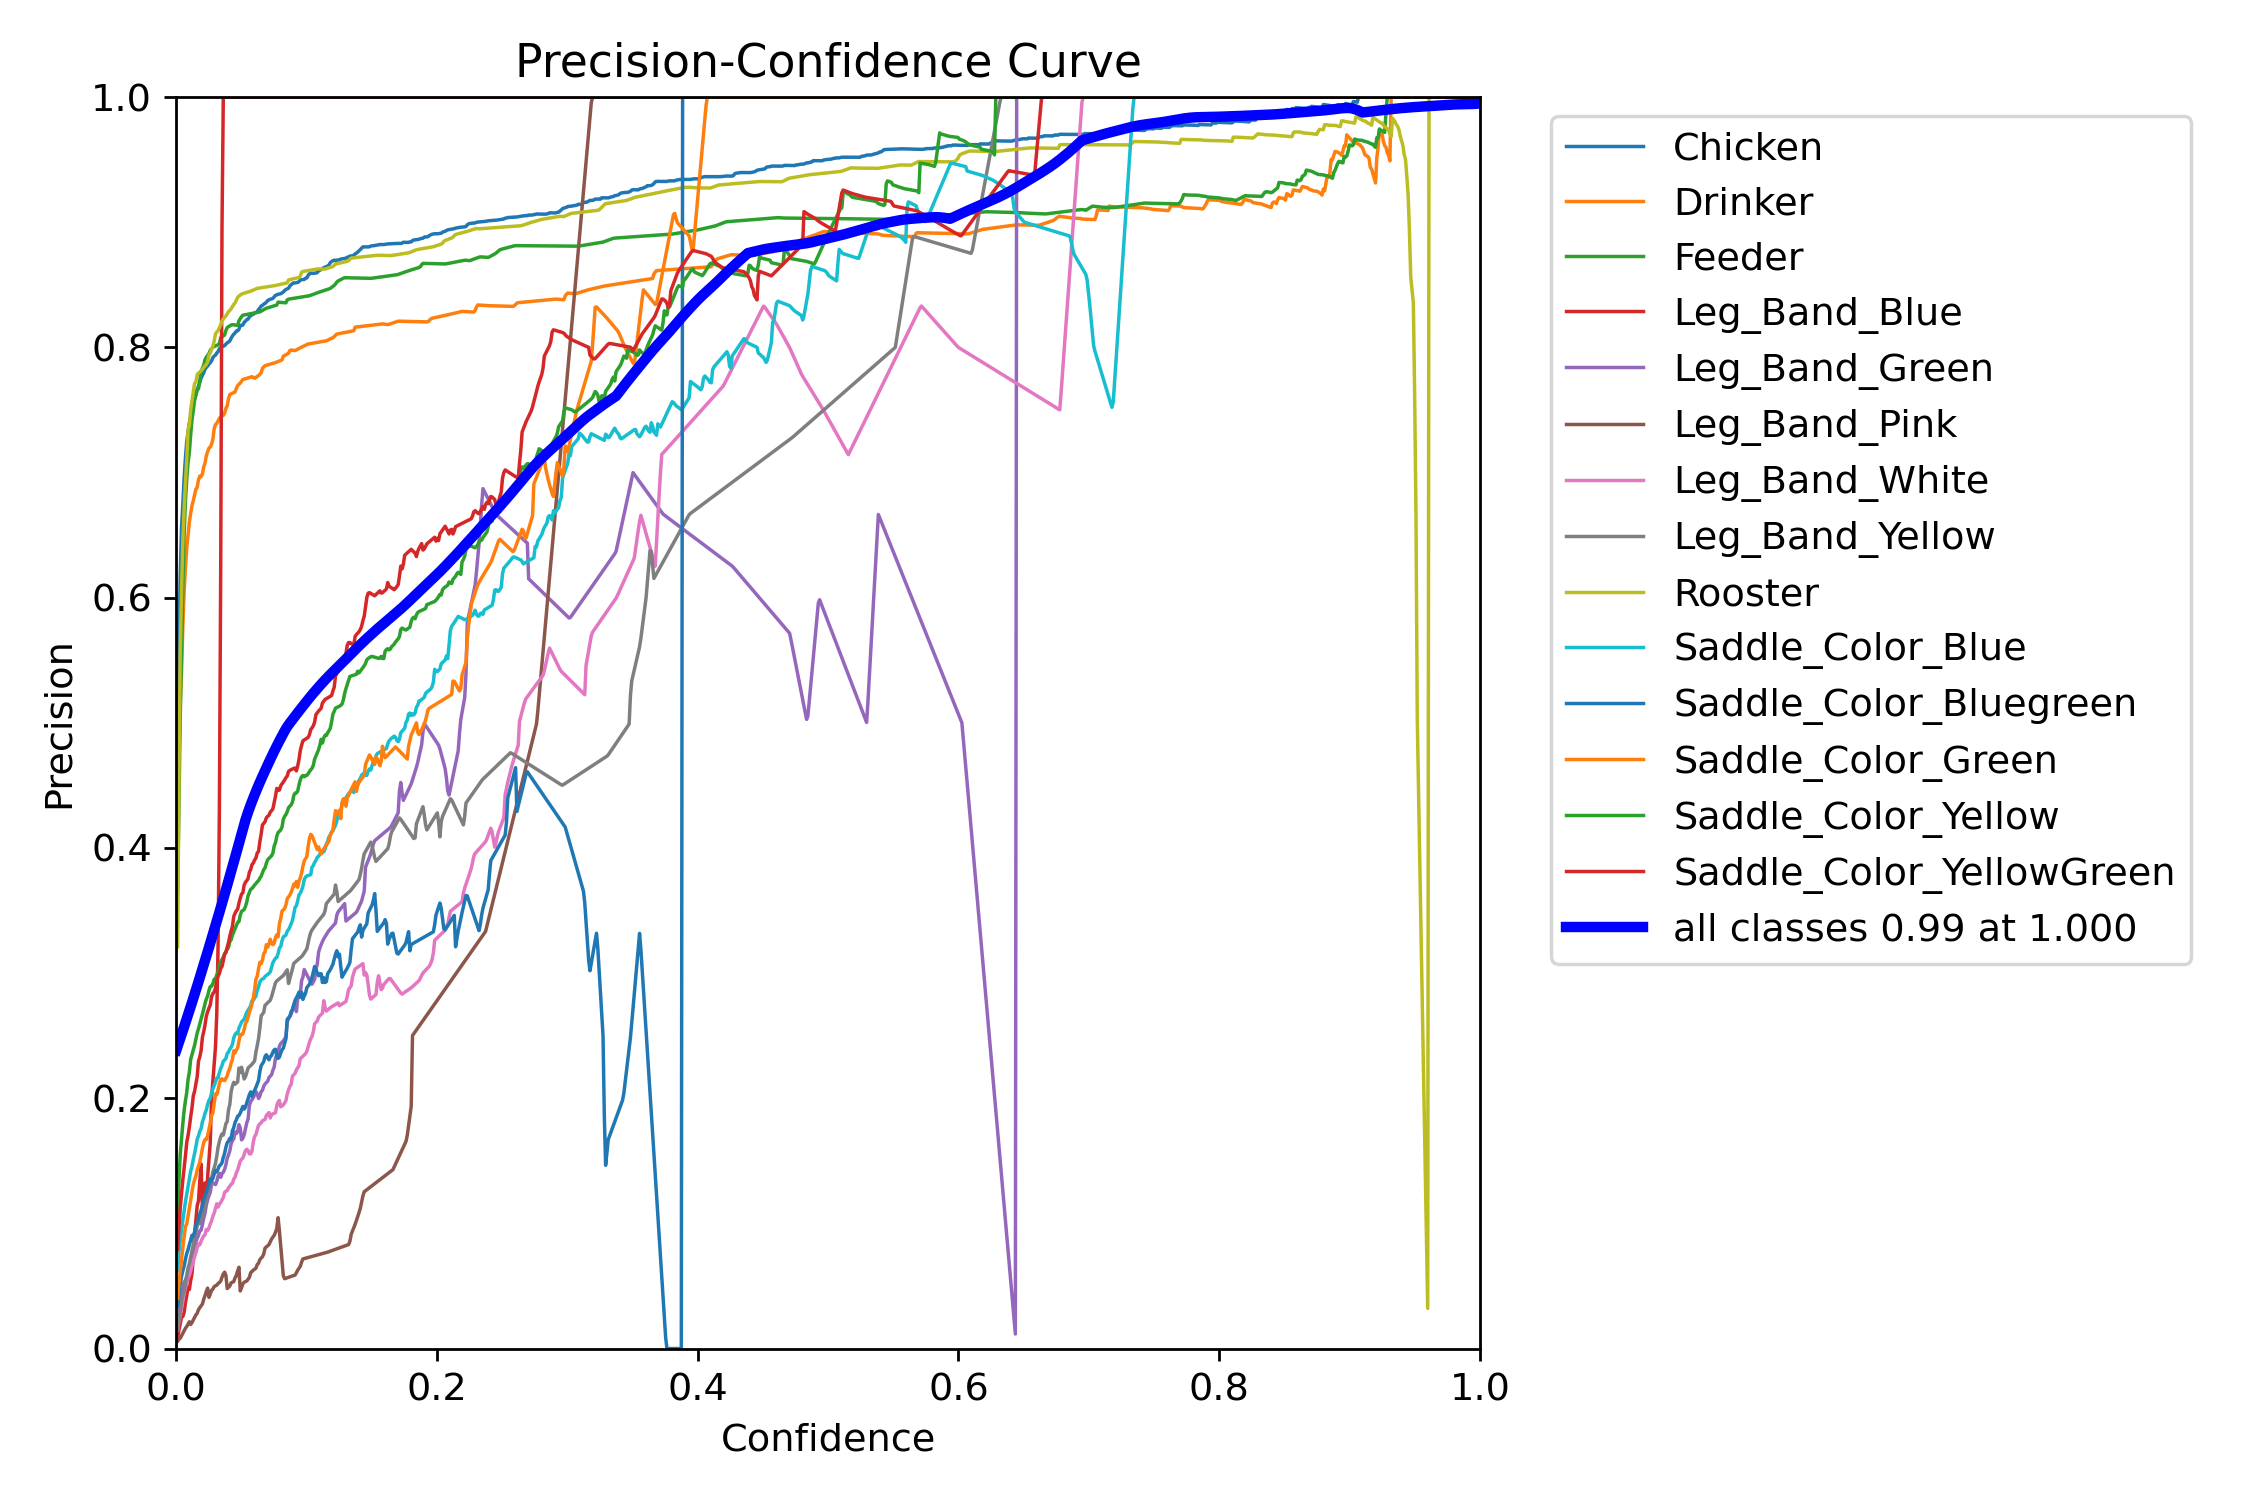 Precision-Confidence Curve
1.0
0.8
0.6
0.4
0.2
0.0
Precision
0.0 0.2 0.4 0.6 0.8 1.0
Confidence
Chicken
Drinker
Feeder
Leg_Band_Blue
Leg_Band_Green
Leg_Band_Pink
Leg_Band_White
Leg_Band_Yellow
Rooster
Saddle_Color_Blue
Saddle_Color_Bluegreen
Saddle_Color_Green
Saddle_Color_Yellow
Saddle_Color_YellowGreen
all classes 0.99 at 1.000